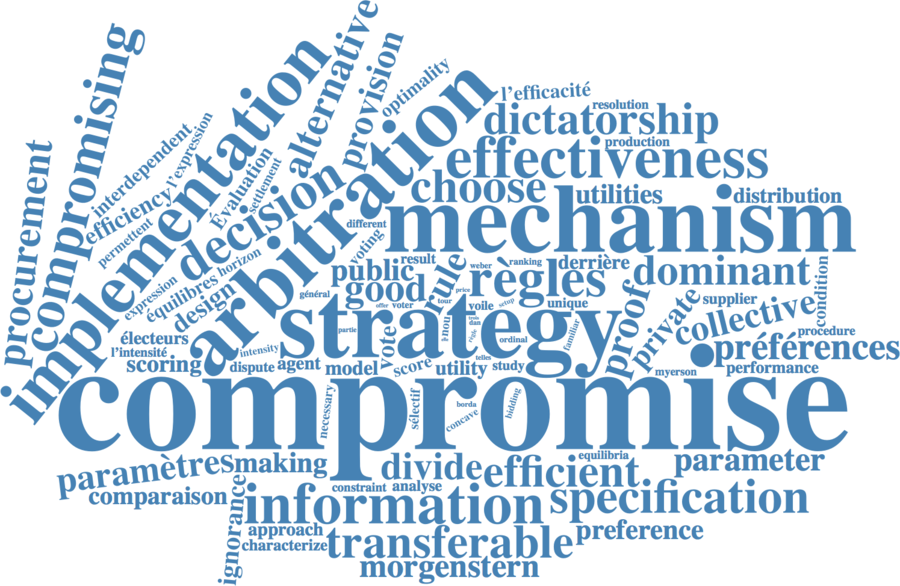 compromising
procurement
implementation
interdependent
l'expression
efficiency
permettent
Evaluation
settlement
alternative
provision
optimality
arbitration
decision
l'efficacité
resolution
dictatorship
production
effectiveness
choose
utilities
distribution
mechanism
different
voting
expression
équilibres
horizon
design
général
public
result
good
rule
weber
ranking
règles
derrière
dominant
condition
offer
voter
tour
prix
voile
setup
unique
proof
private
supplier
collective
procedure
électeurs
l'intensité
scoring
intensity
dispute
agent
partie
strategy
vote
nout
dan
ordinal
familiar
préférences
model
score
utility
telles
study
myerson
performance
compromise
necessary
sélectif
borda
concave
bidding
paramètres
making
divide
efficient
equilibria
parameter
comparaison
constraint
analyse
ignorance
information
specification
approach
characterize
transferable
preference
morgenstern